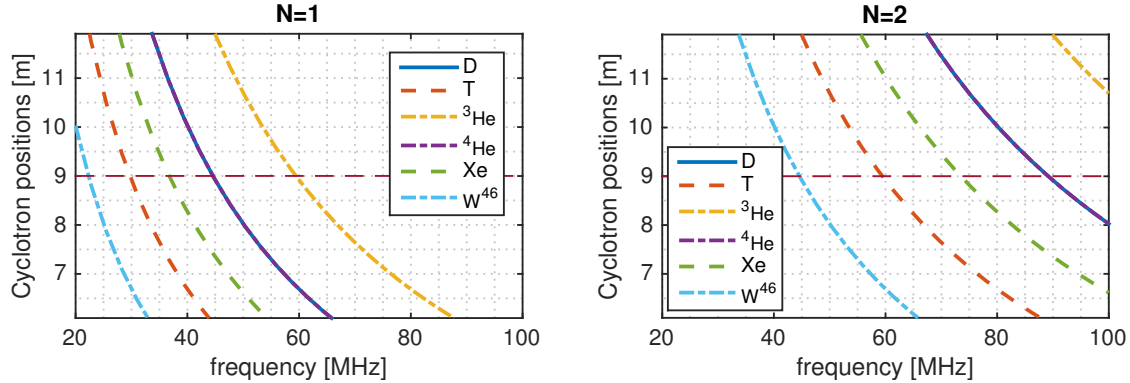 N=1
Cyclotron positions [m]
11
10
9
8
7
20 40 60 80 100
frequency [MHz]
D
T
³He
⁴He
Xe
W⁴⁶
N=2
Cyclotron positions [m]
11
10
9
8
7
20 40 60 80 100
frequency [MHz]
D
T
³He
⁴He
Xe
W⁴⁶